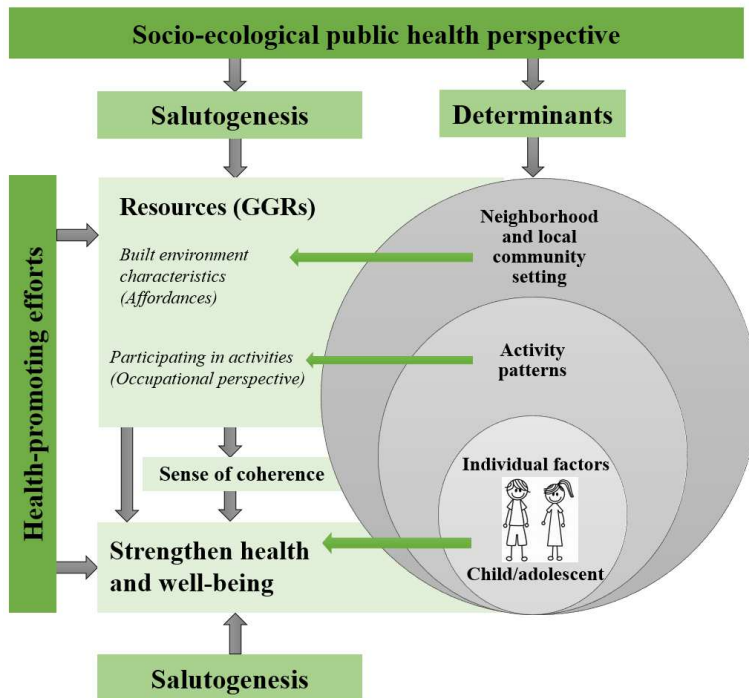 Socio-ecological public health perspective
Salutogenesis
Determinants
Health-promoting efforts
Resources (GGRs)
Built environment
characteristics
(Affordances)
Participating in activities
(Occupational perspective)
Neighborhood
and local
community
setting
Activity
patterns
Sense of coherence
Individual factors
Child/adolescent
Strengthen health
and well-being
Salutogenesis